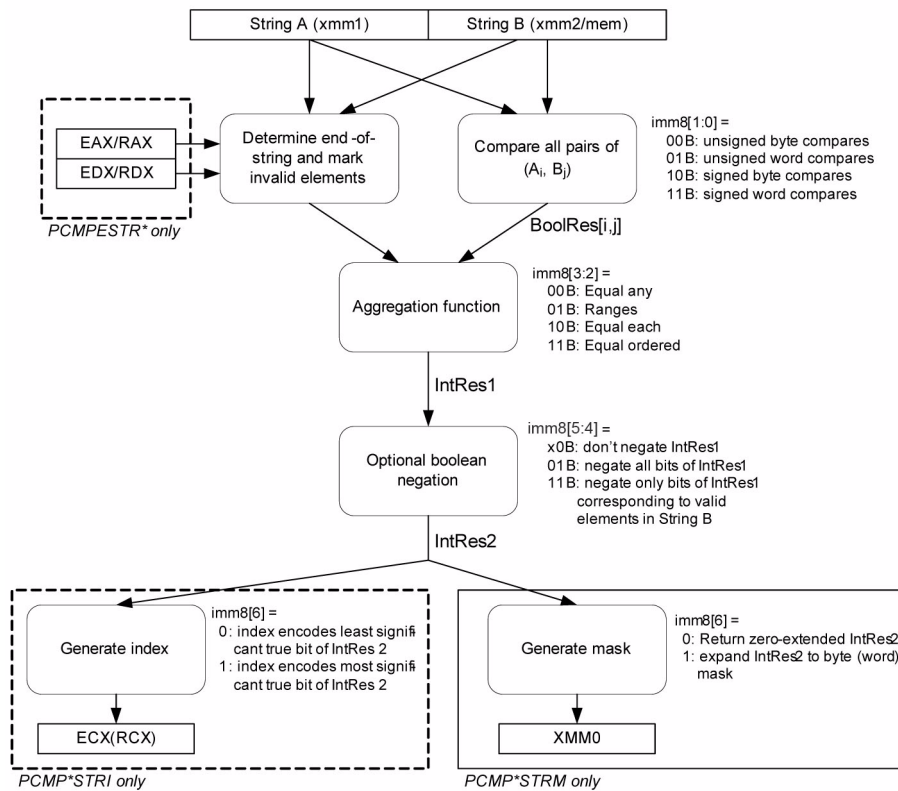 String A (xmm1)
String B (xmm2/mem)
EAX/RAX
EDX/RDX
PCMPESTR* only
Determine end -of-
string and mark
invalid elements
Compare all pairs of
(Ai, Bj)
imm8[1:0] =
00B: unsigned byte compares
01B: unsigned word compares
10B: signed byte compares
11B: signed word compares
BoolRes[i,j]
Aggregation function
imm8[3:2] =
00B: Equal any
01B: Ranges
10B: Equal each
11B: Equal ordered
IntRes1
Optional boolean
negation
imm8[5:4] =
x0B: don't negate IntRes1
01B: negate all bits of IntRes1
11B: negate only bits of IntRes1
corresponding to valid
elements in String B
IntRes2
Generate index
imm8[6] =
0: index encodes least signifi-
cant true bit of IntRes 2
1: index encodes most signifi-
cant true bit of IntRes 2
ECX(RCX)
PCMP*STRI only
Generate mask
imm8[6] =
0: Return zero-extended IntRes2
1: expand IntRes2 to byte (word)
mask
XMM0
PCMP*STRM only